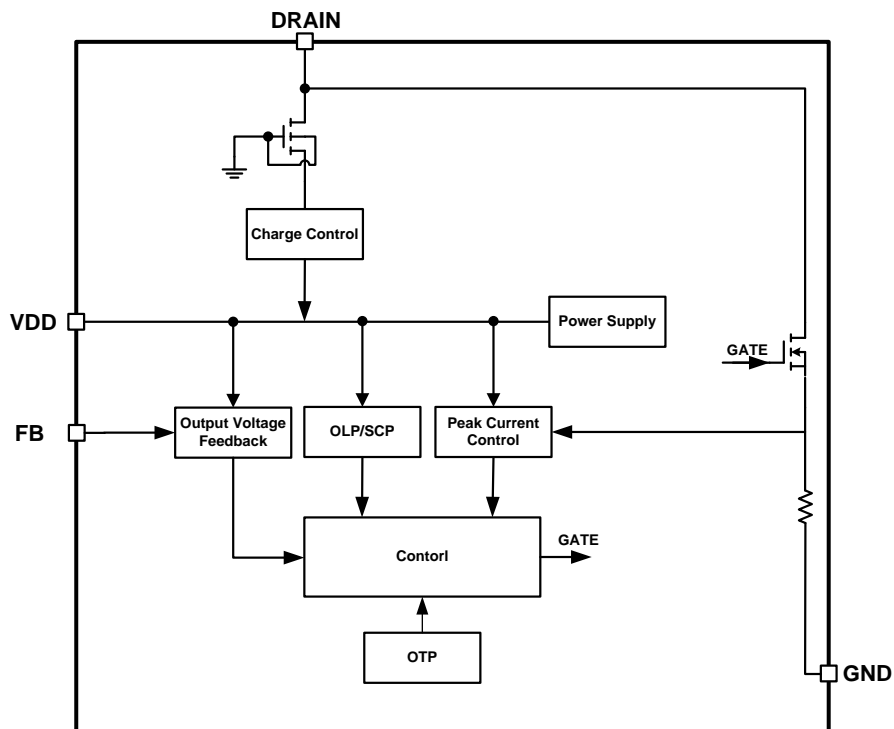 DRAIN
Charge Control
VDD
Power Supply
GATE
FB
Output Voltage
Feedback
OLP/SCP
Peak Current
Control
Contorl
GATE
OTP
GND